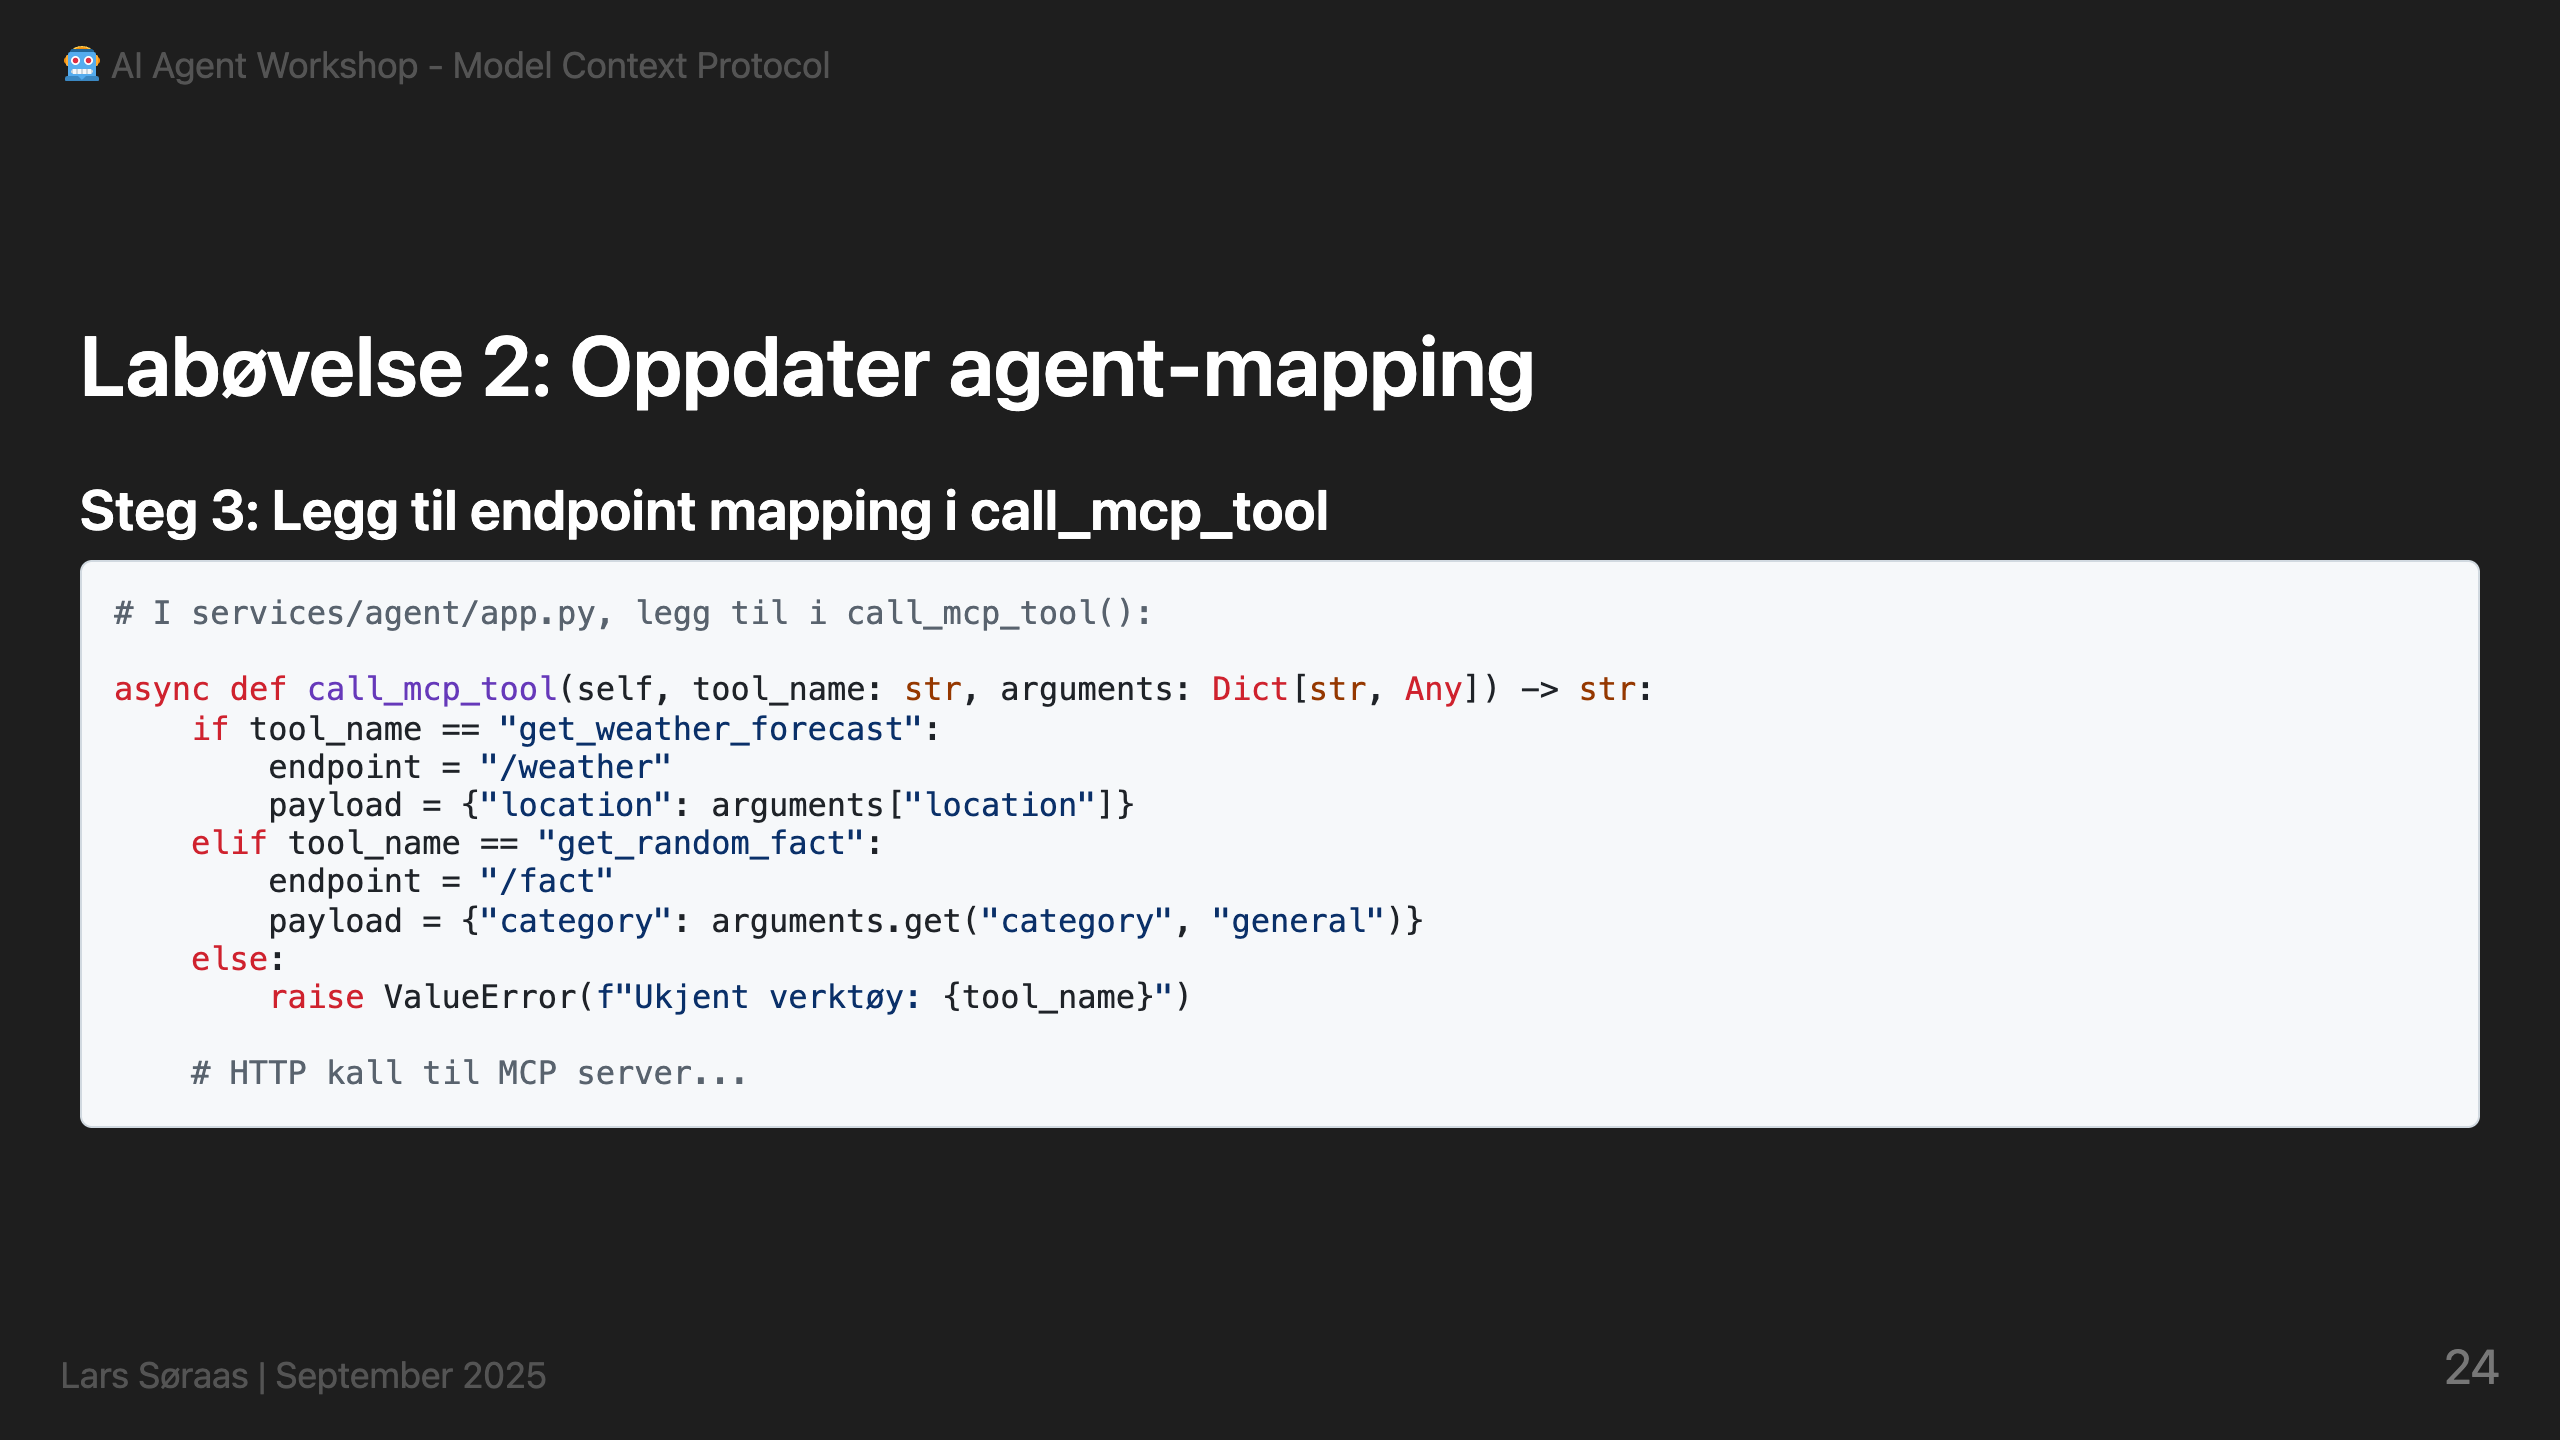 AI Agent Workshop - Model Context Protocol
Labøvelse 2: Oppdater agent-mapping
Steg 3: Legg til endpoint mapping i call_mcp_tool
# I services/agent/app.py, legg til i call_mcp_tool():
async def call_mcp_tool(self, tool_name: str, arguments: Dict[str, Any]) -> str:
    if tool_name == "get_weather_forecast":
        endpoint = "/weather"
        payload = {"location": arguments["location"]}
    elif tool_name == "get_random_fact":
        endpoint = "/fact"
        payload = {"category": arguments.get("category", "general")}
    else:
        raise ValueError(f"Ukjent verktøy: {tool_name}")
    # HTTP kall til MCP server...
Lars Søraas | September 2025
24